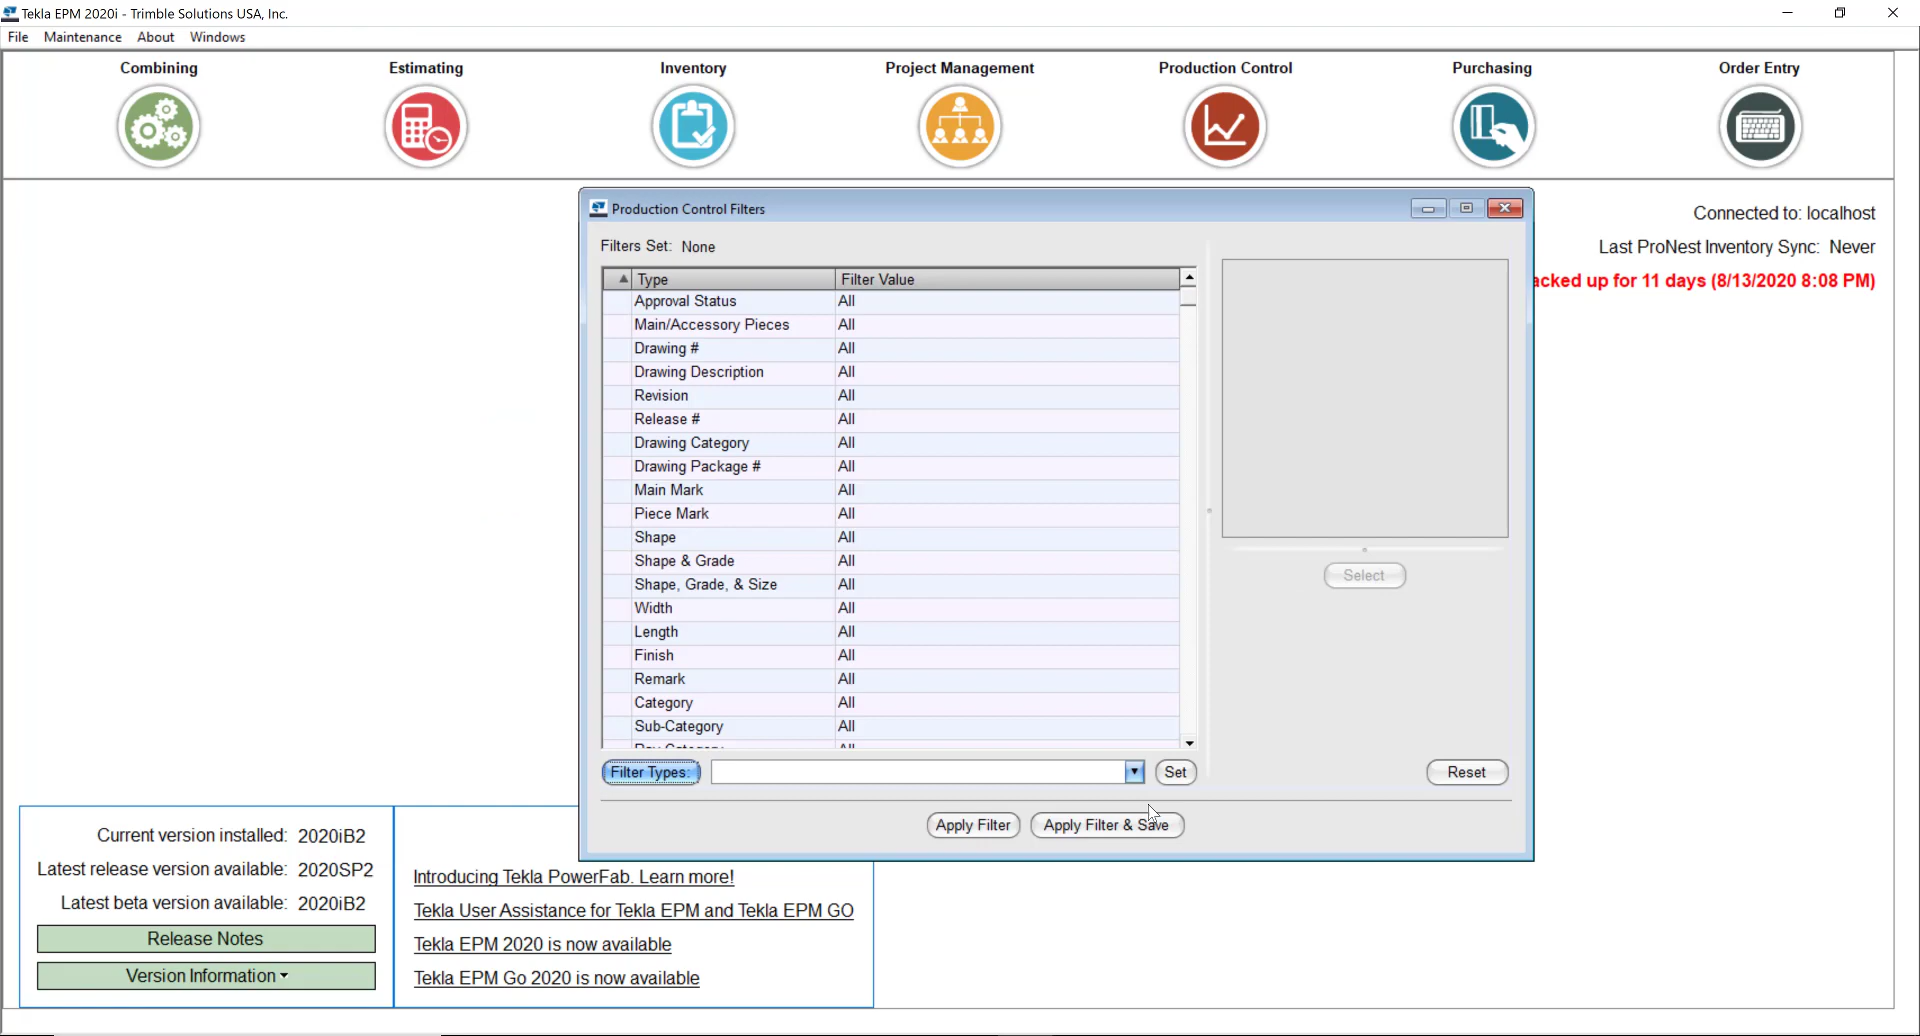 Tekla EPM 2020i - Trimble Solutions USA, Inc.
File Maintenance About Windows
Combining Estimating Inventory Project Management Production Control Purchasing Order Entry
Connected to: localhost
Last ProNest Inventory Sync: Never
acked up for 11 days (8/13/2020 8:08 PM)
Production Control Filters
Filters Set: None
Type Filter Value
Approval Status All
Main/Accessory Pieces All
Drawing # All
Drawing Description All
Revision All
Release # All
Drawing Category All
Drawing Package # All
Main Mark All
Piece Mark All
Shape All
Shape & Grade All
Shape, Grade, & Size All
Width All
Length All
Finish All
Remark All
Category All
Sub-Category All
Select
Filter Types: Set Reset
Apply Filter Apply Filter & Save
Current version installed: 2020iB2
Latest release version available: 2020SP2
Latest beta version available: 2020iB2
Release Notes
Version Information
Introducing Tekla PowerFab. Learn more!
Tekla User Assistance for Tekla EPM and Tekla EPM GO
Tekla EPM 2020 is now available
Tekla EPM Go 2020 is now available